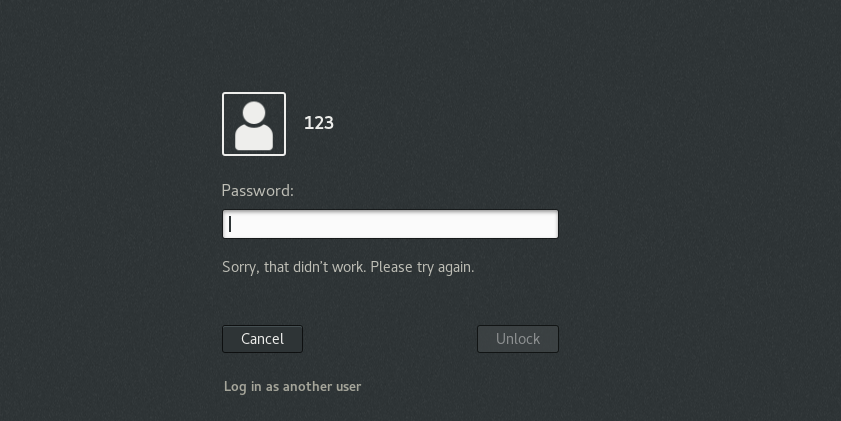 123
Password:
Sorry, that didn't work. Please try again.
Cancel
Unlock
Log in as another user